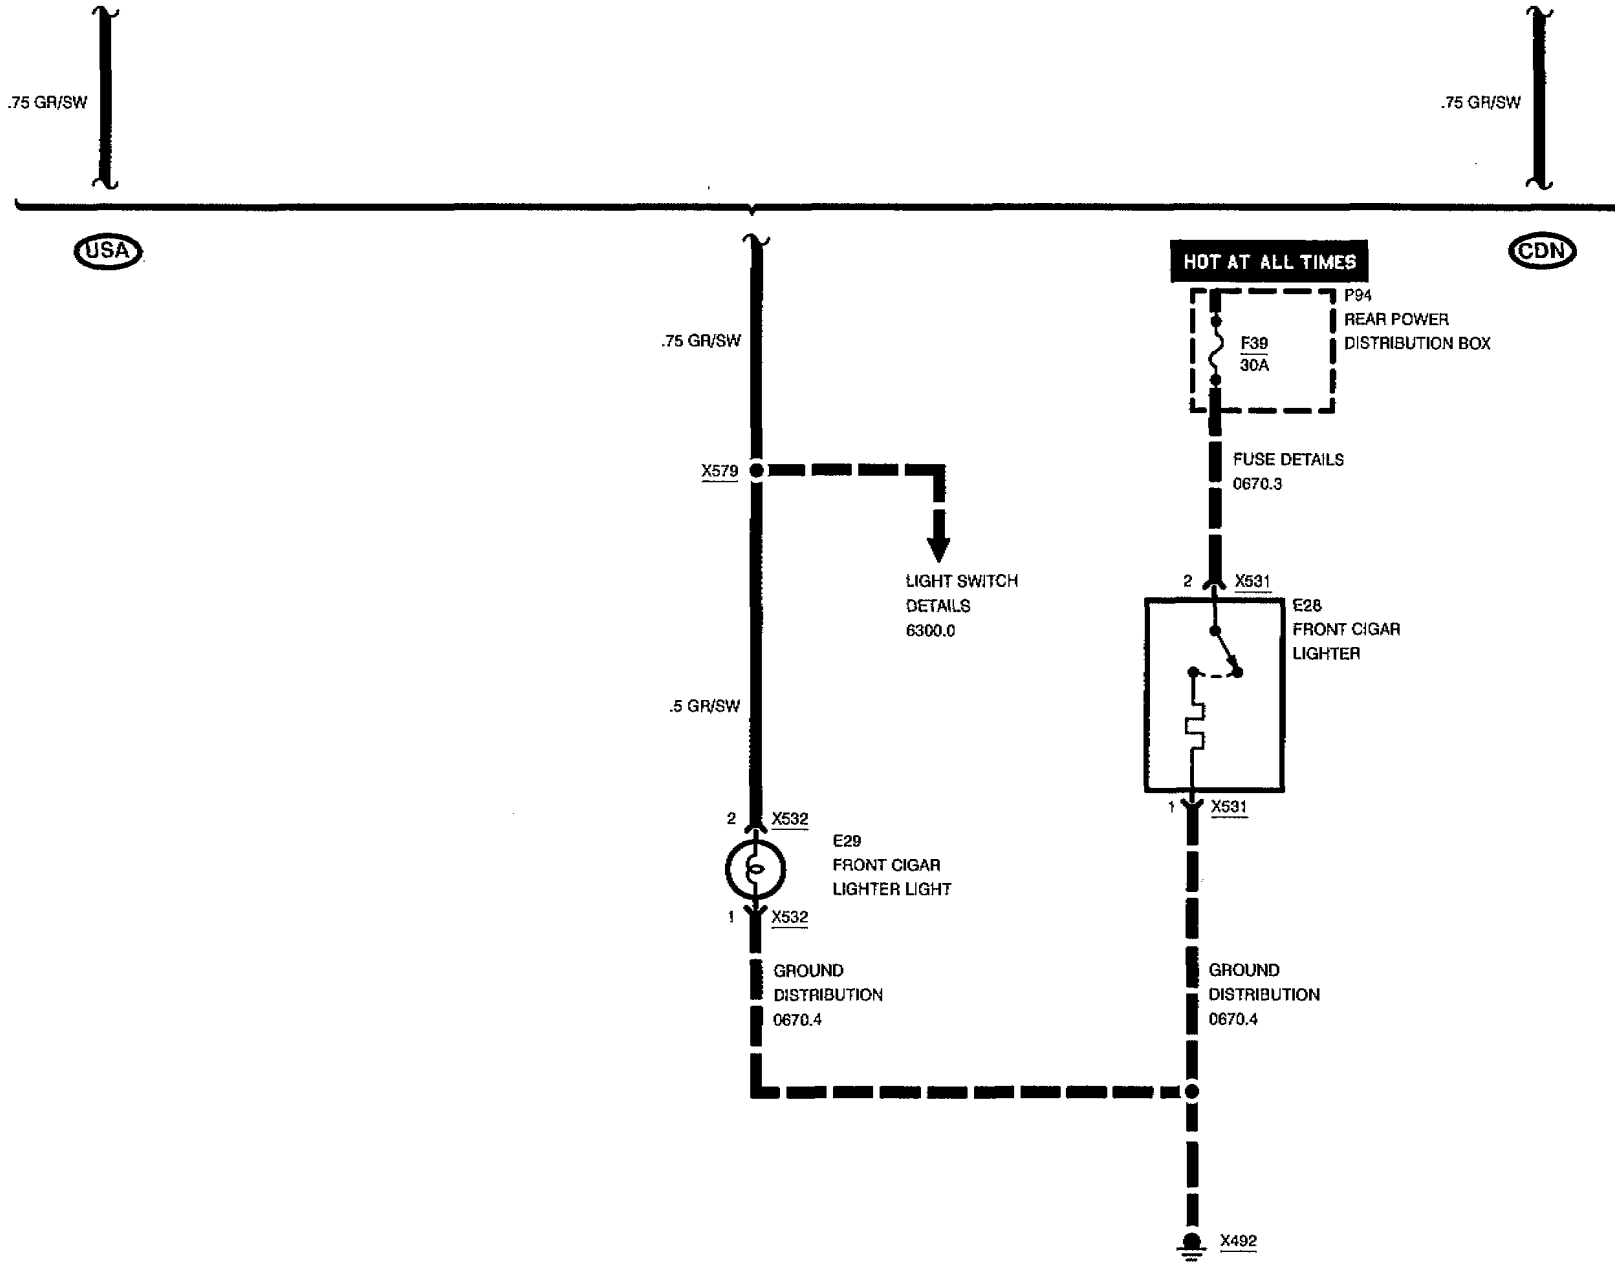 .75 GR/SW
.75 GR/SW
USA
CDN
HOT AT ALL TIMES
P94
REAR POWER
DISTRIBUTION BOX
F39
30A
.75 GR/SW
FUSE DETAILS
0670.3
X579
LIGHT SWITCH
DETAILS
6300.0
2
X531
E28
FRONT CIGAR
LIGHTER
.5 GR/SW
1
X531
2
X532
E29
FRONT CIGAR
LIGHTER LIGHT
1
X532
GROUND
DISTRIBUTION
0670.4
GROUND
DISTRIBUTION
0670.4
X492